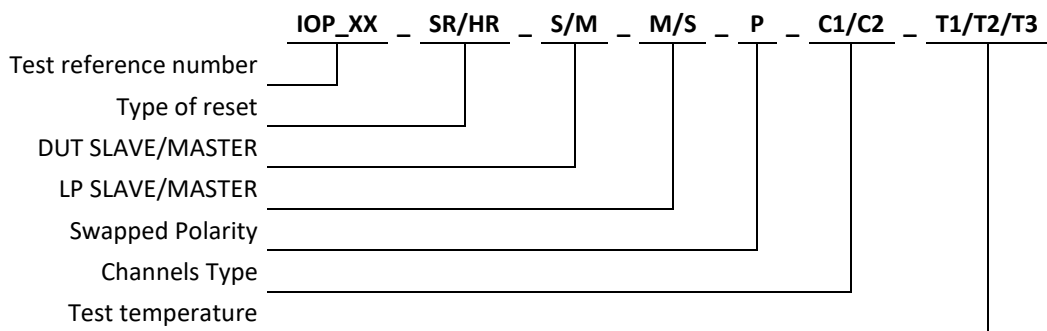 IOP_XX _ SR/HR _ S/M _ M/S _ P _ C1/C2 _ T1/T2/T3
Test reference number
Type of reset
DUT SLAVE/MASTER
LP SLAVE/MASTER
Swapped Polarity
Channels Type
Test temperature